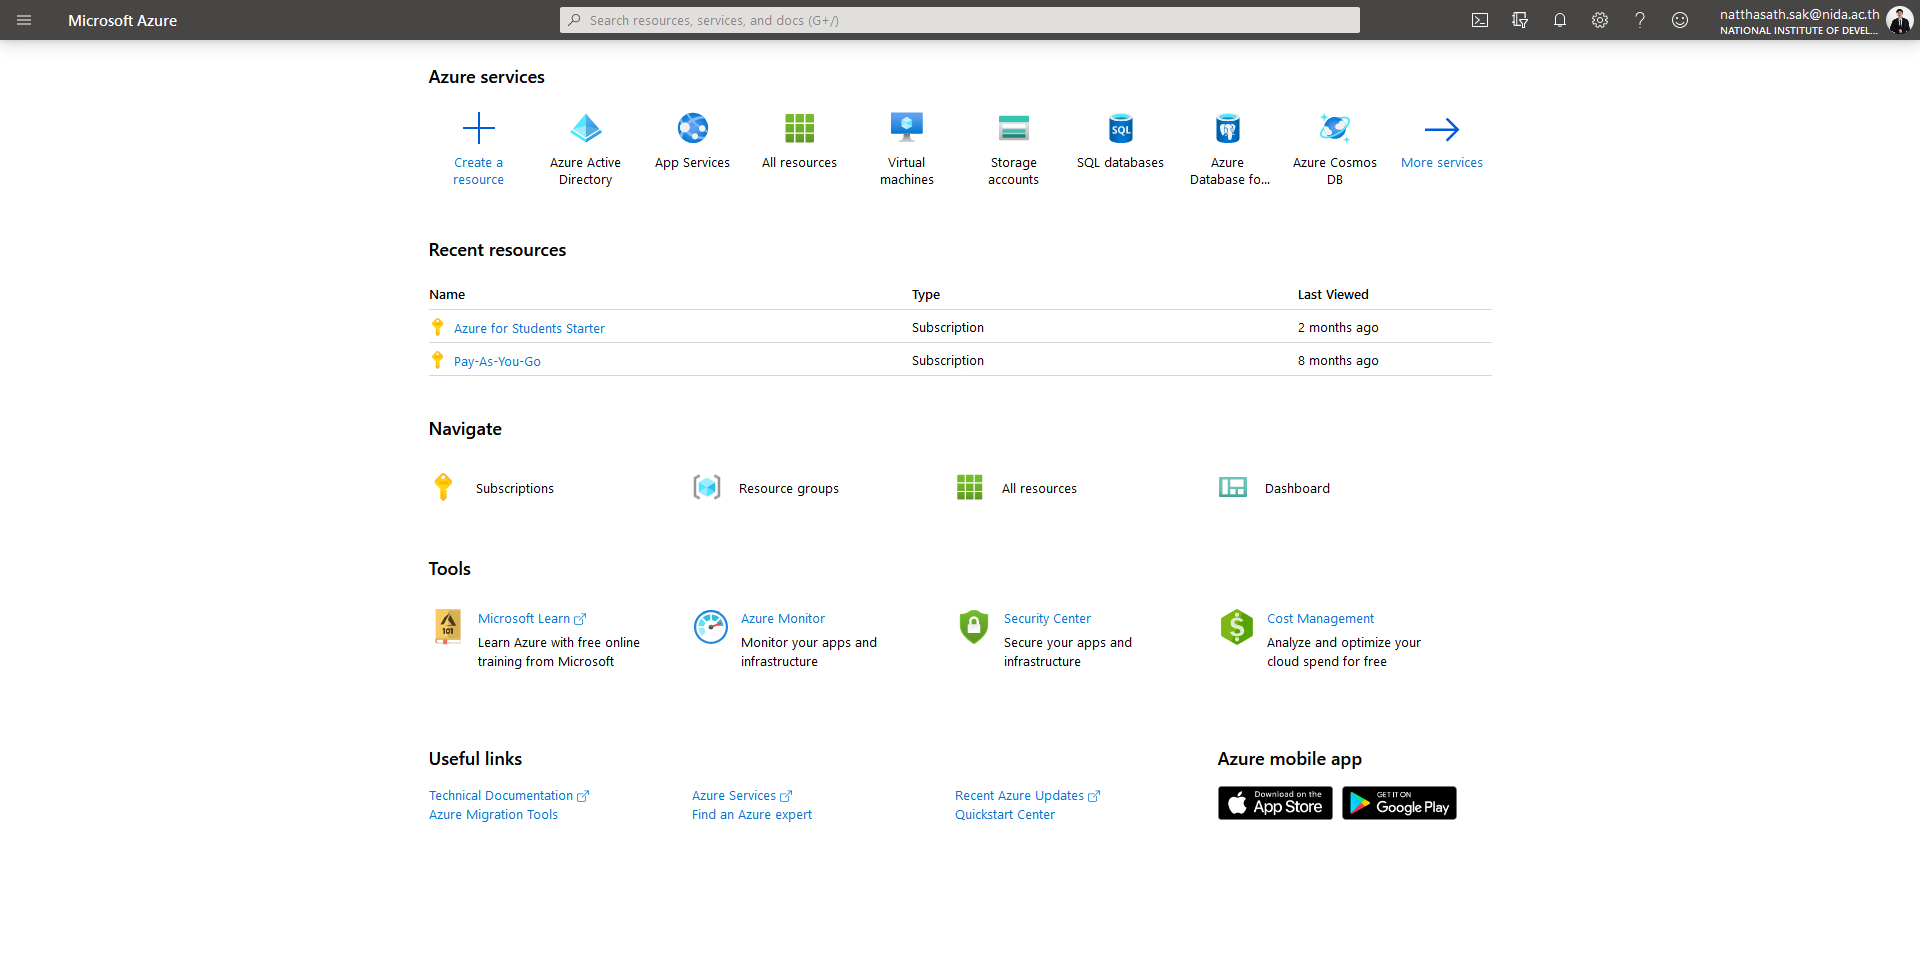 Microsoft Azure
Search resources, services, and docs (G+/)
natthasath.sak@nida.ac.th
NATIONAL INSTITUTE OF DEVEL...
Azure services
Create a
resource
Azure Active
Directory
App Services
All resources
Virtual
machines
Storage
accounts
SQL
SQL databases
Azure
Database fo...
Azure Cosmos
DB
More services
Recent resources
Name Type Last Viewed
Azure for Students Starter Subscription 2 months ago
Pay-As-You-Go Subscription 8 months ago
Navigate
Subscriptions Resource groups All resources Dashboard
Tools
101
Microsoft Learn
Learn Azure with free online
training from Microsoft
Azure Monitor
Monitor your apps and
infrastructure
Security Center
Secure your apps and
infrastructure
Cost Management
Analyze and optimize your
cloud spend for free
Useful links
Technical Documentation
Azure Migration Tools
Azure Services
Find an Azure expert
Recent Azure Updates
Quickstart Center
Azure mobile app
Download on the
App Store
GET IT ON
Google Play